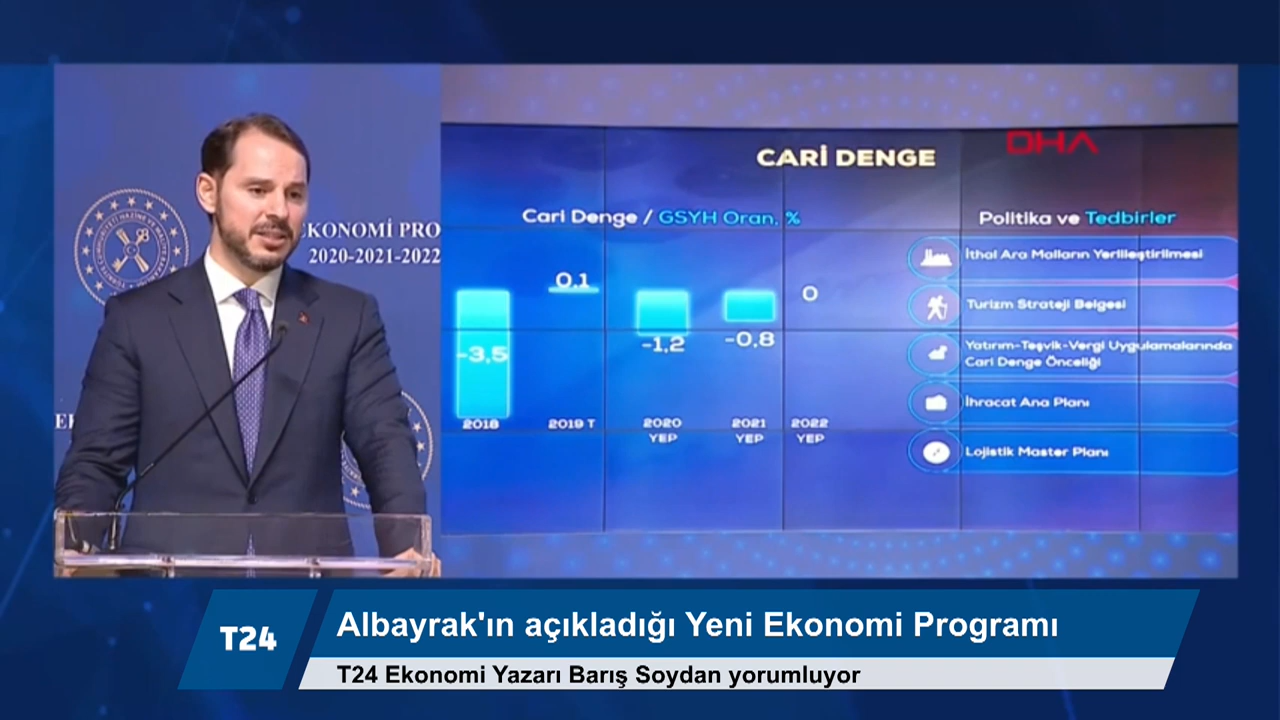 EKONOMİ PRO
2020-2021-2022
DHA
CARİ DENGE
Cari Denge / GSYH Oran, %
0,1
0
-3,5
-1,2
-0,8
2018
2019 T
2020
YEP
2021
YEP
2022
YEP
Politika ve Tedbirler
İthal Ara Malların Yerlileştirilmesi
Turizm Strateji Belgesi
Yatırım-Teşvik-Vergi Uygulamalarında
Cari Denge Önceliği
İhracat Ana Planı
Lojistik Master Planı
T24
Albayrak'ın açıkladığı Yeni Ekonomi Programı
T24 Ekonomi Yazarı Barış Soydan yorumluyor